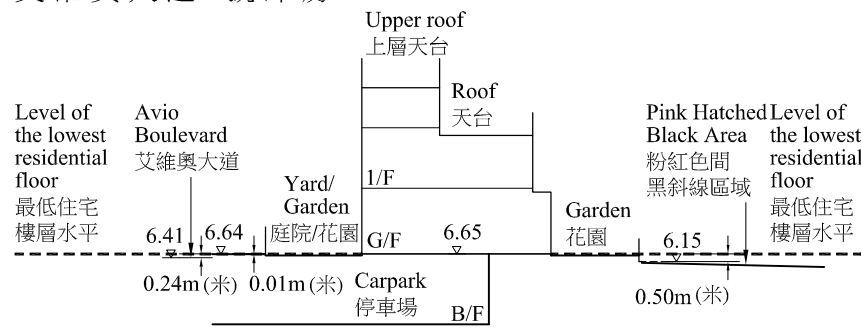 Upper roof
上層天台
Roof
天台
Level of
the lowest
residential
floor
最低住宅
樓層水平
Avio
Boulevard
艾維奧大道
Yard/
Garden
庭院/花園
1/F
G/F
6.65
Garden
花園
Pink Hatched
Black Area
粉紅色間
黑斜線區域
Level of
the lowest
residential
floor
最低住宅
樓層水平
6.41
6.64
6.15
0.24m (米)
0.01m (米)
Carpark
停車場
B/F
0.50m (米)